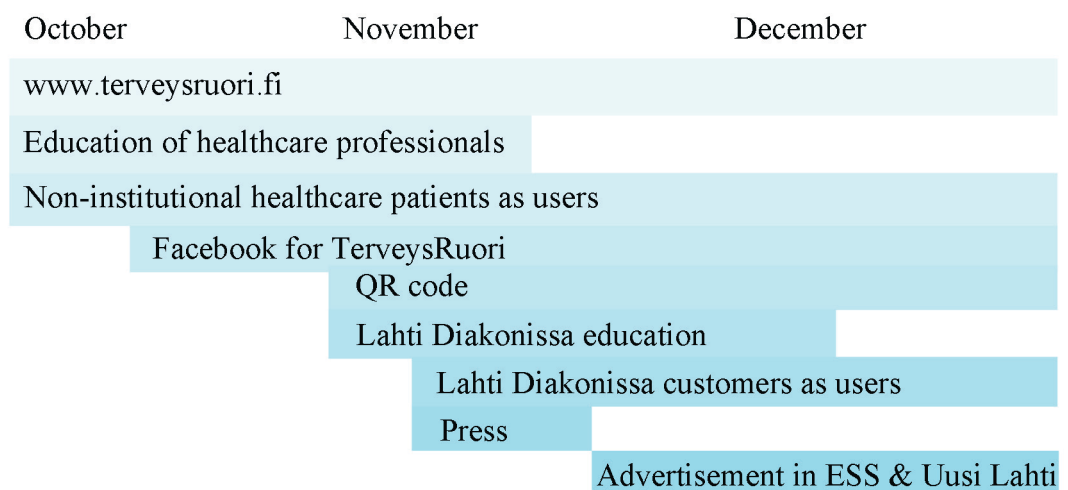 October November December
www.terveysruori.fi
Education of healthcare professionals
Non-institutional healthcare patients as users
Facebook for TerveysRuori
QR code
Lahti Diakonissa education
Lahti Diakonissa customers as users
Press
Advertisement in ESS & Uusi Lahti